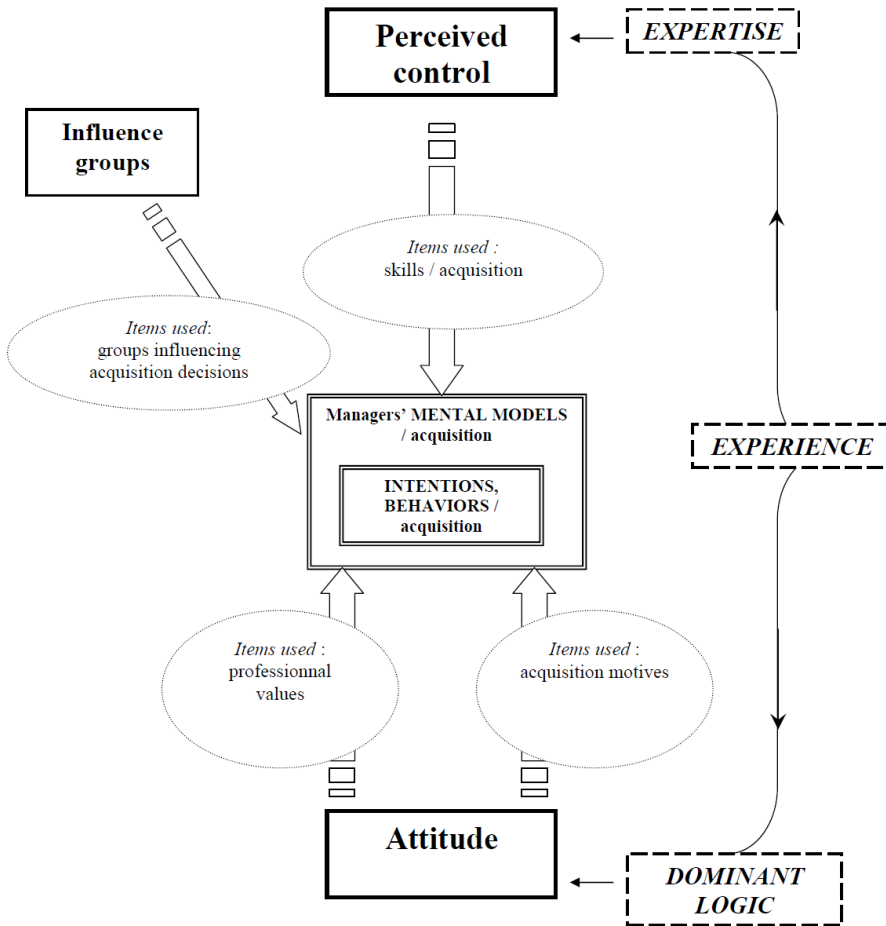 Perceived
control
EXPERTISE
Influence
groups
Items used :
skills / acquisition
Items used:
groups influencing
acquisition decisions
Managers' MENTAL MODELS
/ acquisition
INTENTIONS,
BEHAVIORS /
acquisition
EXPERIENCE
Items used :
professionnal
values
Items used :
acquisition motives
Attitude
DOMINANT
LOGIC